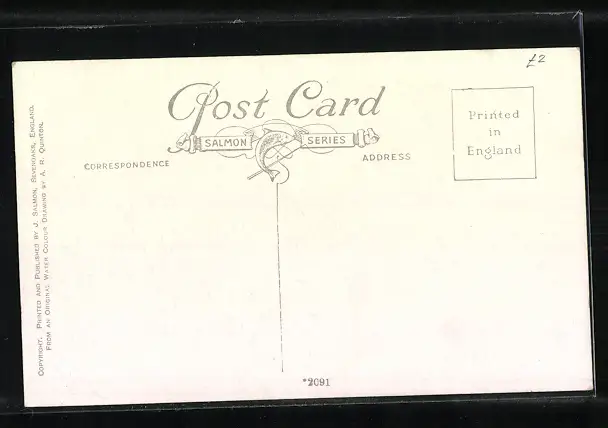 £2
Post Card
SALMON SERIES
CORRESPONDENCE
ADDRESS
Printed
in
England
COPYRIGHT. PRINTED AND PUBLISHED BY J. SALMON, SEVENOAKS, ENGLAND.
FROM AN ORIGINAL WATER COLOUR DRAWING BY A. R. QUINTON.
*2091